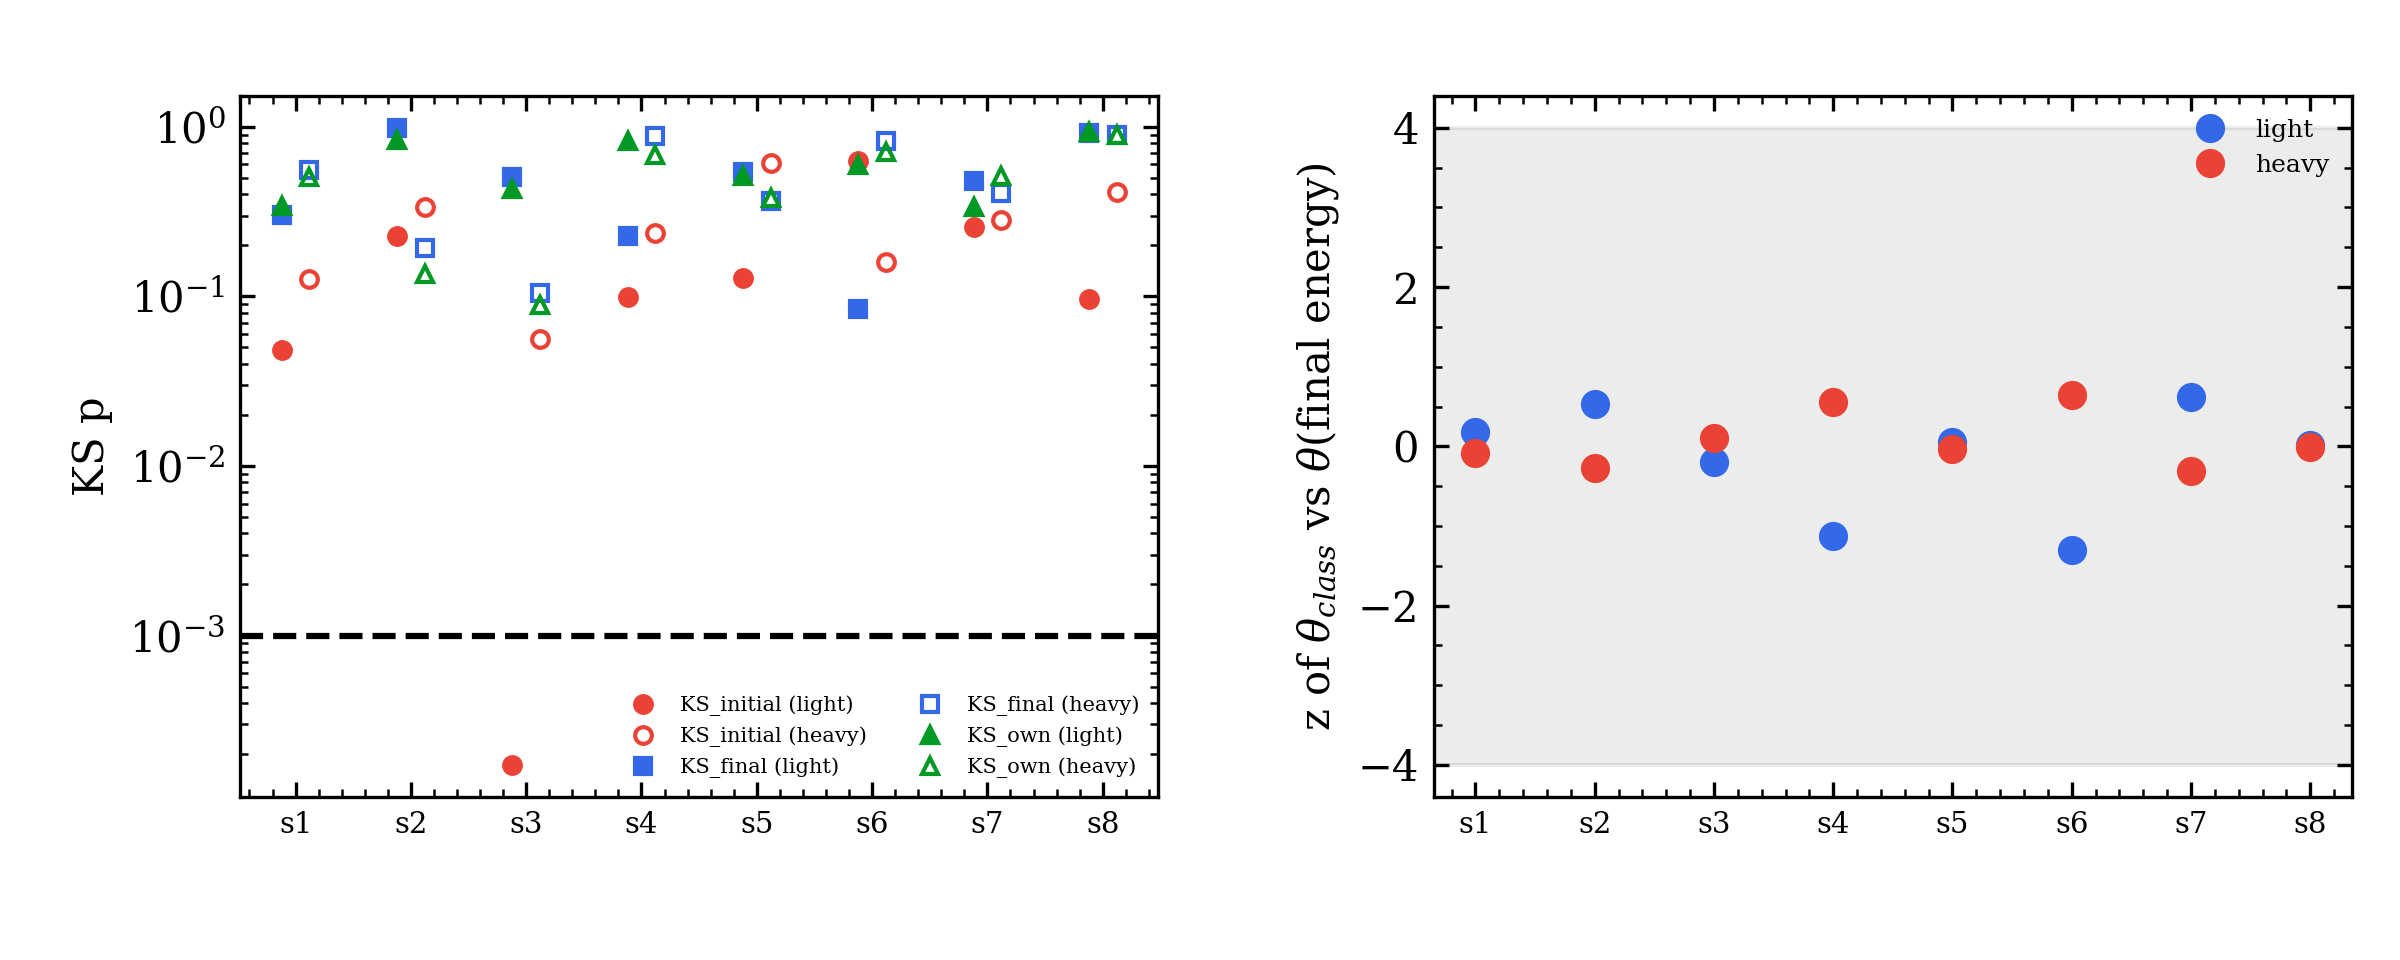 10⁰
10⁻¹
10⁻²
10⁻³
KS p
KS_initial (light)
KS_initial (heavy)
KS_final (light)
KS_final (heavy)
KS_own (light)
KS_own (heavy)
s1 s2 s3 s4 s5 s6 s7 s8
4
2
0
−2
−4
z of θ_class vs θ(final energy)
light
heavy
s1 s2 s3 s4 s5 s6 s7 s8